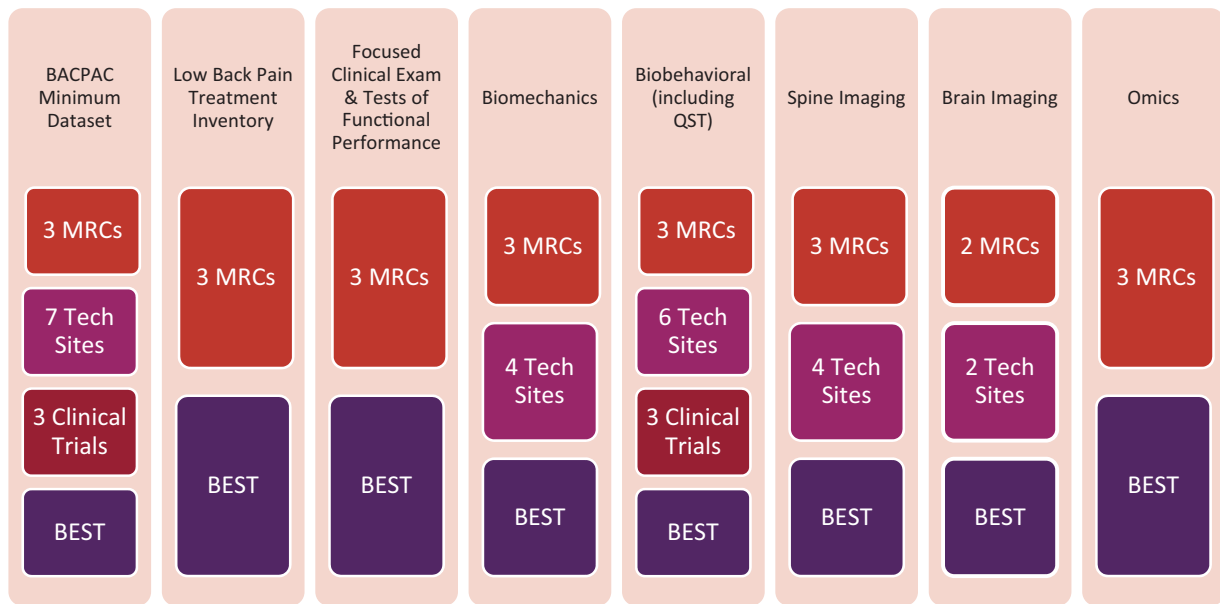 BACPAC
Minimum
Dataset
3 MRCs
7 Tech
Sites
3 Clinical
Trials
BEST
Low Back Pain
Treatment
Inventory
3 MRCs
BEST
Focused
Clinical Exam
& Tests of
Functional
Performance
3 MRCs
BEST
Biomechanics
3 MRCs
4 Tech
Sites
BEST
Biobehavioral
(including
QST)
3 MRCs
6 Tech
Sites
3 Clinical
Trials
BEST
Spine Imaging
3 MRCs
4 Tech
Sites
BEST
Brain Imaging
2 MRCs
2 Tech
Sites
BEST
Omics
3 MRCs
BEST